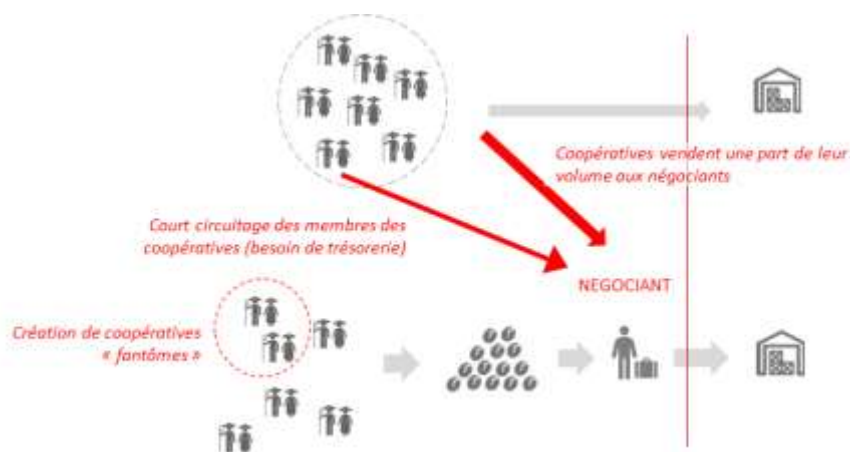 Coopératives vendent une part de leur
volume aux négociants
Court circuitage des membres des
coopératives (besoin de trésorerie)
NEGOCIANT
Création de coopératives
« fantômes »